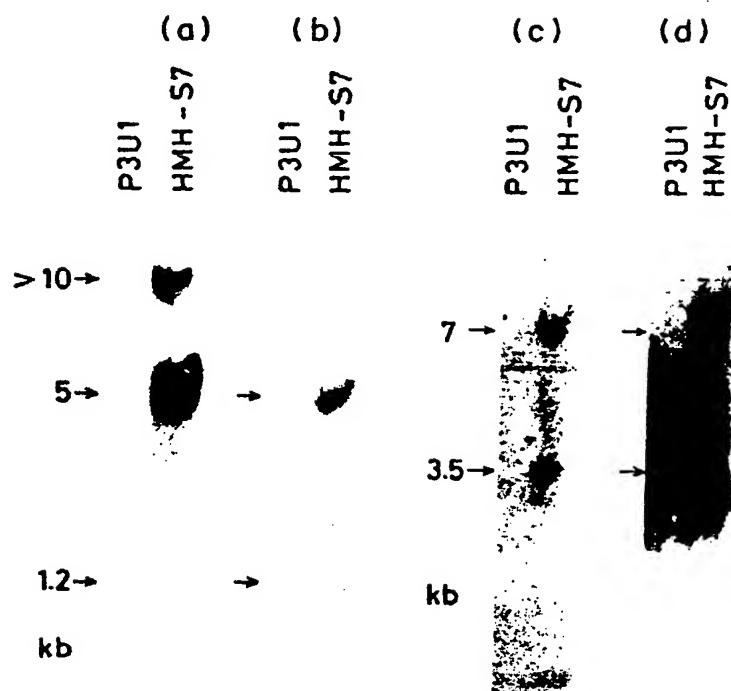 (a) (b) (c) (d)
P3U1 HMH-S7 P3U1 HMH-S7 P3U1 HMH-S7 P3U1 HMH-S7
> 10→
7 → →
5→ →
3.5→ →
1.2→ →
kb
kb